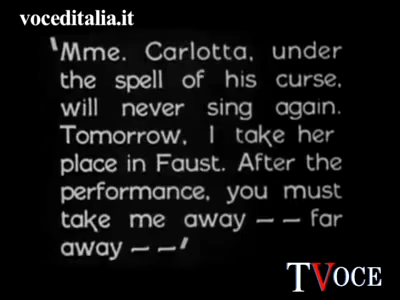 voceditalia.it
'Mme. Carlotta, under
the spell of his curse,
will never sing again.
Tomorrow, I take her
place in Faust. After the
performance, you must
take me away — — far
away — —'
TVOCE